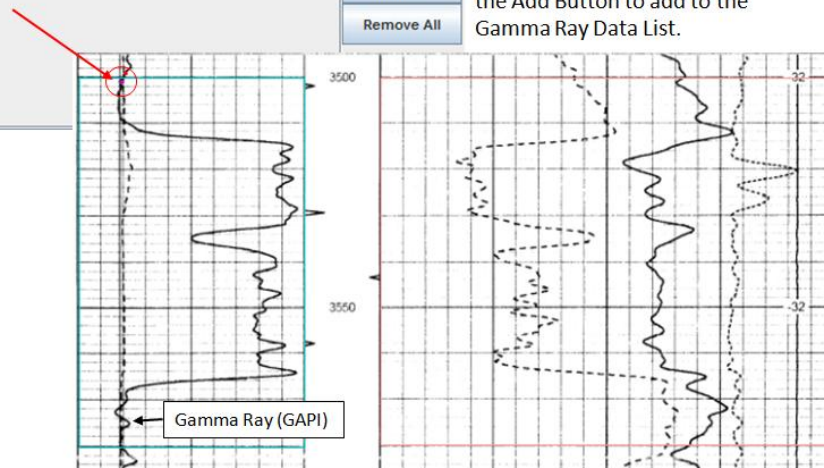 the Add Button to add to the
Remove All
Gamma Ray Data List.
3500
-32
3550
-32
Gamma Ray (GAPI)